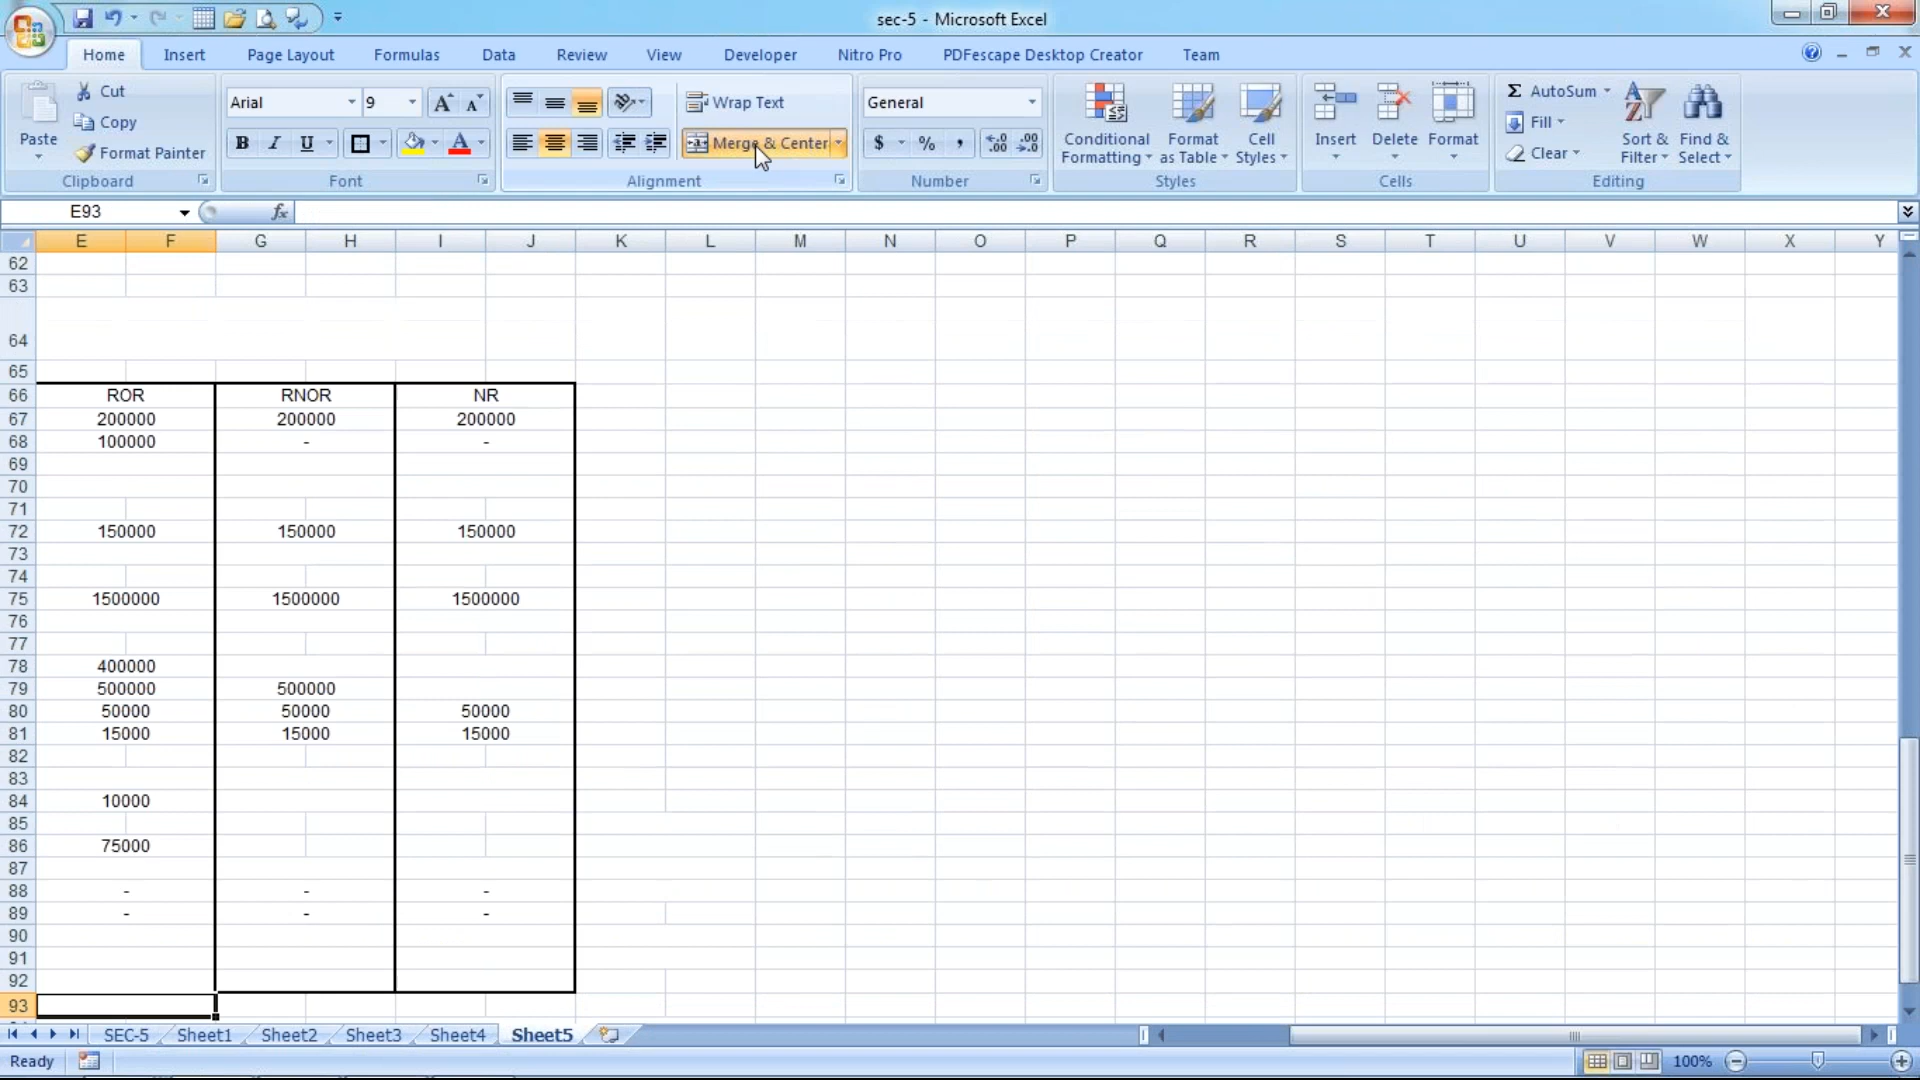 sec-5 - Microsoft Excel
Home Insert Page Layout Formulas Data Review View Developer Nitro Pro PDFescape Desktop Creator Team
Paste Cut Copy Format Painter
Arial 9
B I U
Wrap Text
Merge & Center
General
$ % ,
Conditional Formatting
Format as Table
Cell Styles
Insert Delete Format
Σ AutoSum
Fill
Clear
Sort & Filter
Find & Select
Clipboard Font Alignment Number Styles Cells Editing
E93 fx
E F G H I J K L M N O P Q R S T U V W X Y
62
63
64
65
66 ROR RNOR NR
67 200000 200000 200000
68 100000 - -
69
70
71
72 150000 150000 150000
73
74
75 1500000 1500000 1500000
76
77
78 400000
79 500000 500000
80 50000 50000 50000
81 15000 15000 15000
82
83
84 10000
85
86 75000
87
88 - - -
89 - - -
90
91
92
93
SEC-5 Sheet1 Sheet2 Sheet3 Sheet4 Sheet5
Ready 100%